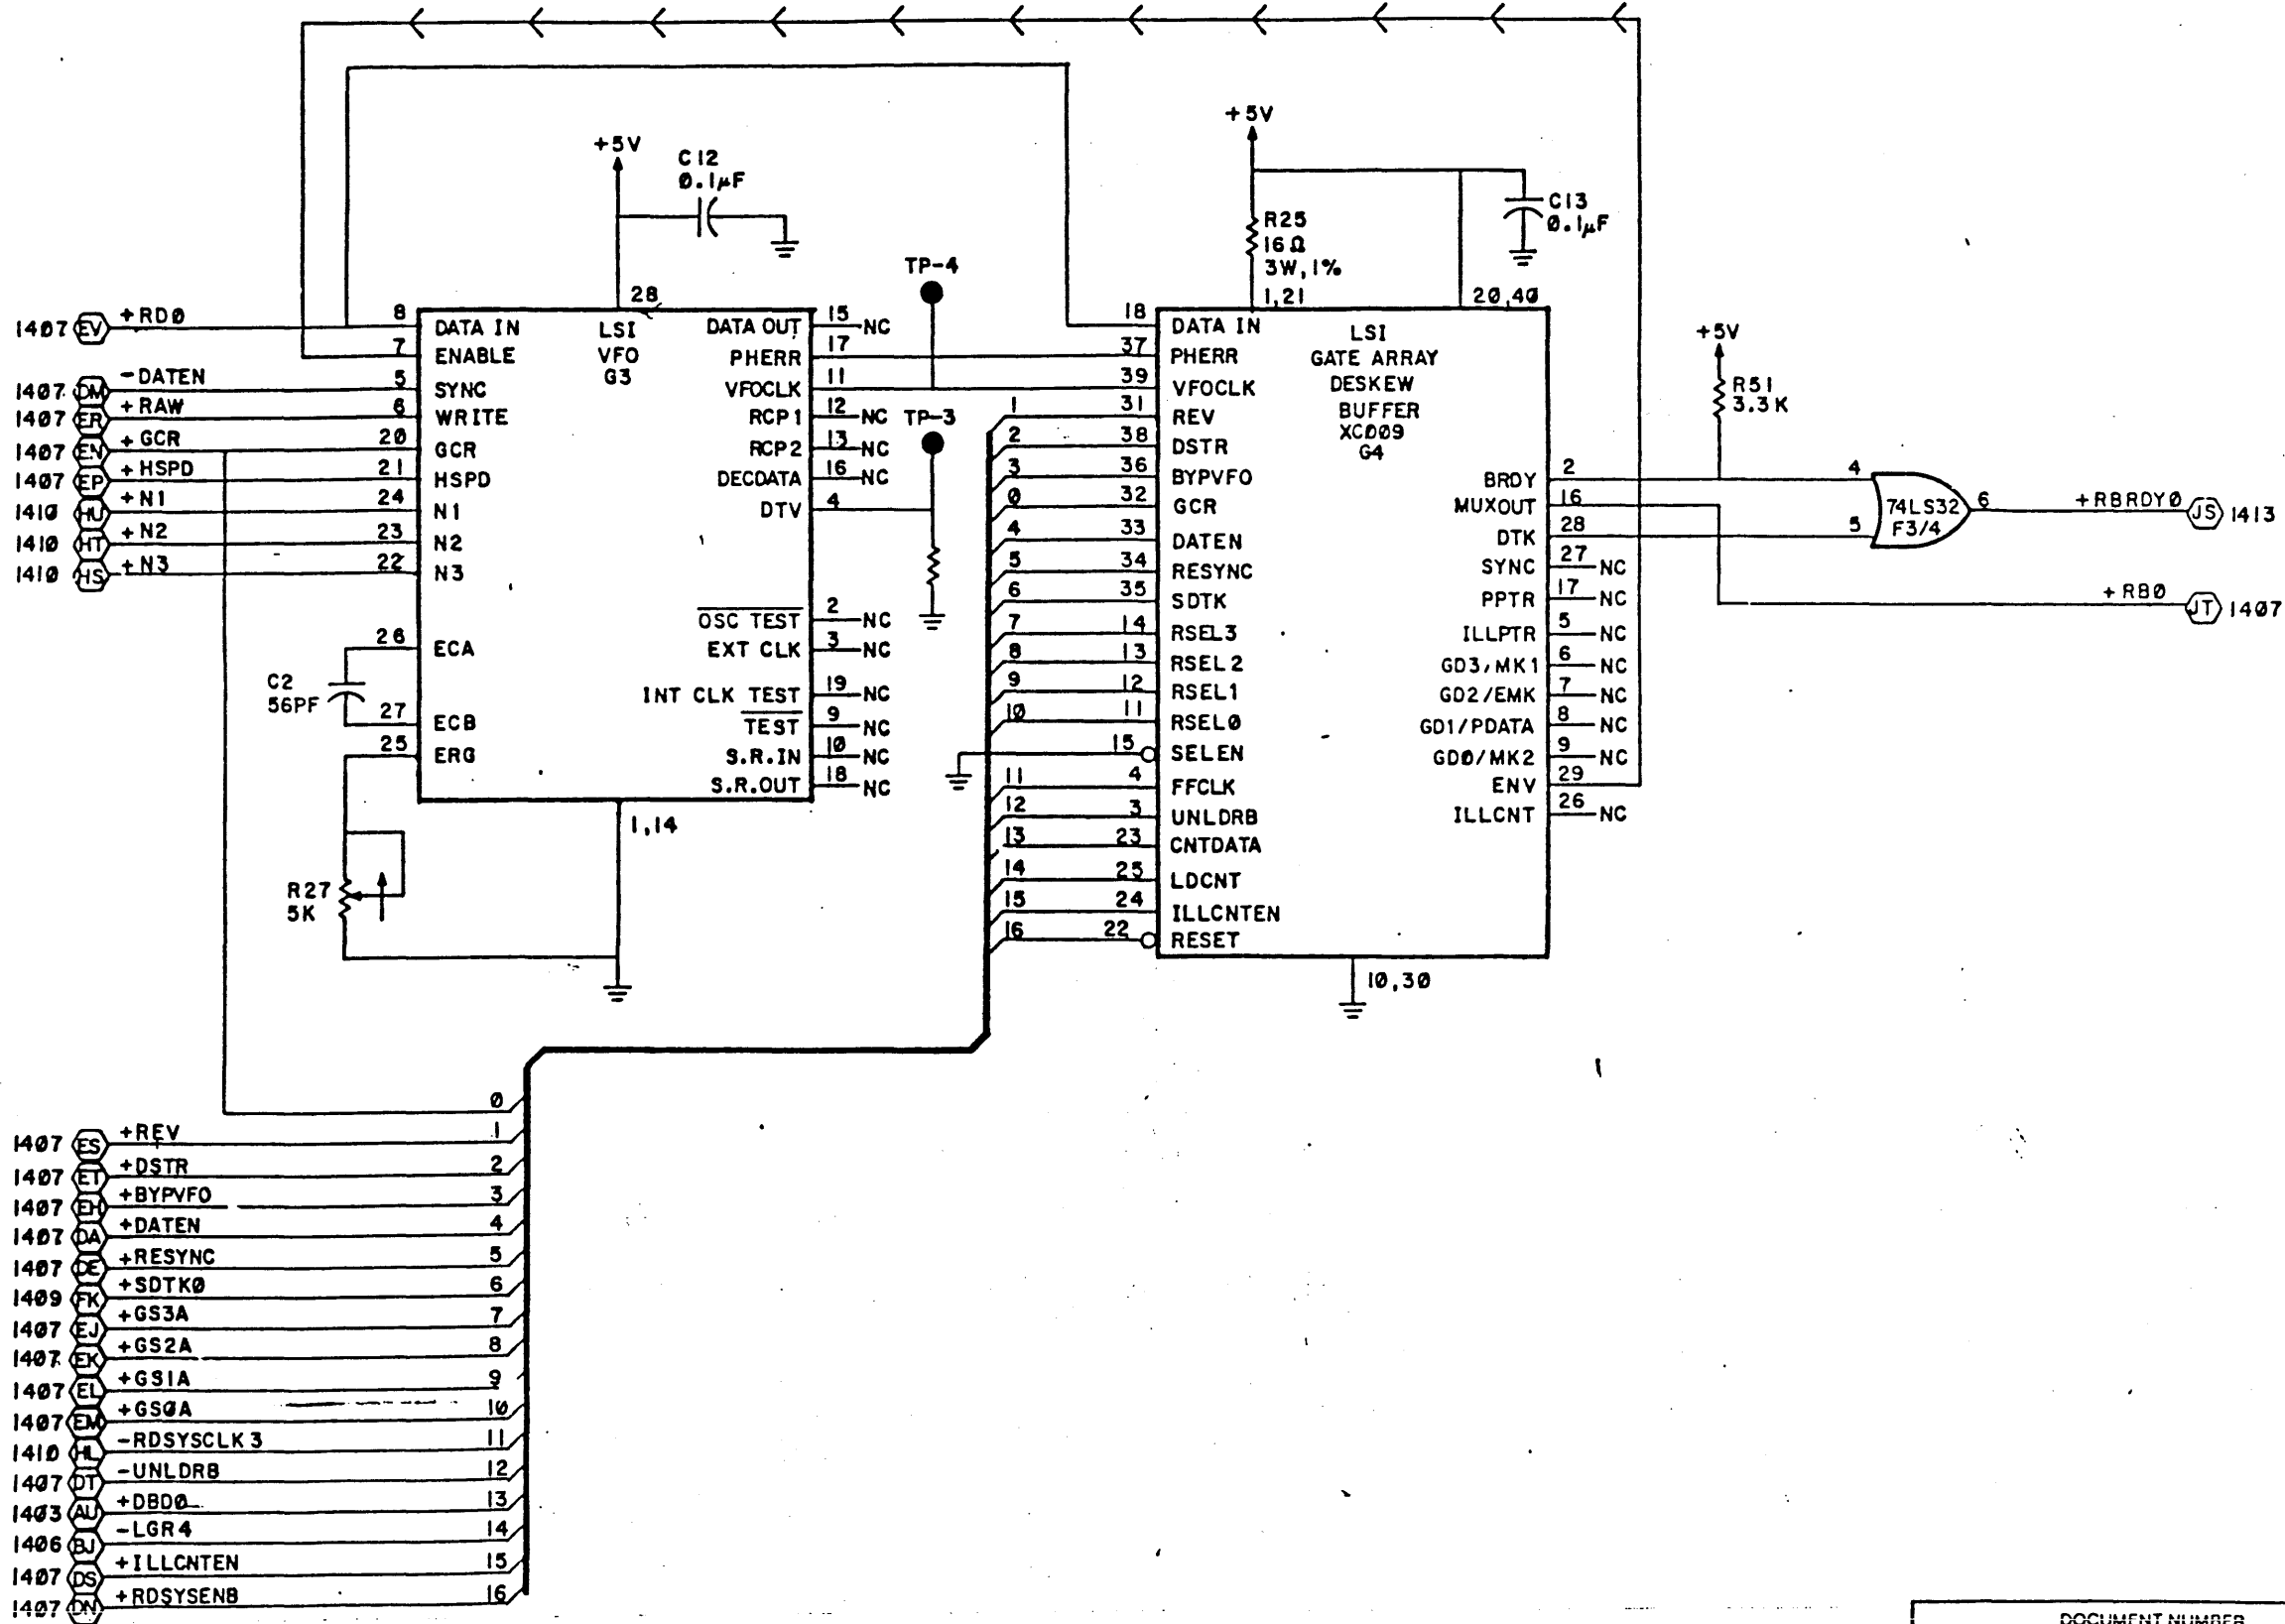 +5V
C12
0.1µF
+5V
R25
16Ω
3W, 1%
C13
0.1µF
TP-4
28
1,21
20,40
1407 EV +RD0 8 DATA IN
7 ENABLE
1407 DM -DATEN 5 SYNC
1407 ER +RAW 6 WRITE
1407 EN +GCR 20 GCR
1407 EP +HSPD 21 HSPD
1410 HU +N1 24 N1
1410 HT +N2 23 N2
1410 HS +N3 22 N3
26 ECA
C2
56PF
27 ECB
25 ERG
R27
5K
LSI
VFO
G3
DATA OUT 15 NC
PHERR 17
VFOCLK 11
RCP1 12 NC
TP-3
RCP2 13 NC
DECDATA 16 NC
DTV 4
OSC TEST 2 NC
EXT CLK 3 NC
INT CLK TEST 19 NC
TEST 9 NC
S.R.IN 10 NC
S.R.OUT 18 NC
1,14
18 DATA IN
37 PHERR
39 VFOCLK
1 31 REV
2 38 DSTR
3 36 BYPVFO
0 32 GCR
4 33 DATEN
5 34 RESYNC
6 35 SDTK
7 14 RSEL3
8 13 RSEL2
9 12 RSEL1
10 11 RSEL0
15 SELEN
11 4 FFCLK
12 3 UNLDRB
13 23 CNTDATA
14 25 LDCNT
15 24 ILLCNTEN
16 22 RESET
LSI
GATE ARRAY
DESKEW
BUFFER
XC009
G4
BRDY 2
MUXOUT 16
DTK 28
SYNC 27 NC
PPTR 17 NC
ILLPTR 5 NC
GD3/MK1 6 NC
GD2/EMK 7 NC
GD1/PDATA 8 NC
GD0/MK2 9 NC
ENV 29
ILLCNT 26 NC
10,30
+5V
R51
3.3K
4
5
74LS32
F3/4
6
+RBRDY0 JS 1413
+RB0 JT 1407
0
1407 ES +REV 1
1407 ET +DSTR 2
1407 EH +BYPVFO 3
1407 DA +DATEN 4
1407 DE +RESYNC 5
1409 FK +SDTK0 6
1407 EJ +GS3A 7
1407 EK +GS2A 8
1407 EL +GS1A 9
1407 EM +GS0A 10
1410 HL -RDSYSCLK3 11
1407 DT -UNLDRB 12
1403 AU +DBD0 13
1406 BJ -LGR4 14
1407 DS +ILLCNTEN 15
1407 DN +RDSYSENB 16
DOCUMENT NUMBER